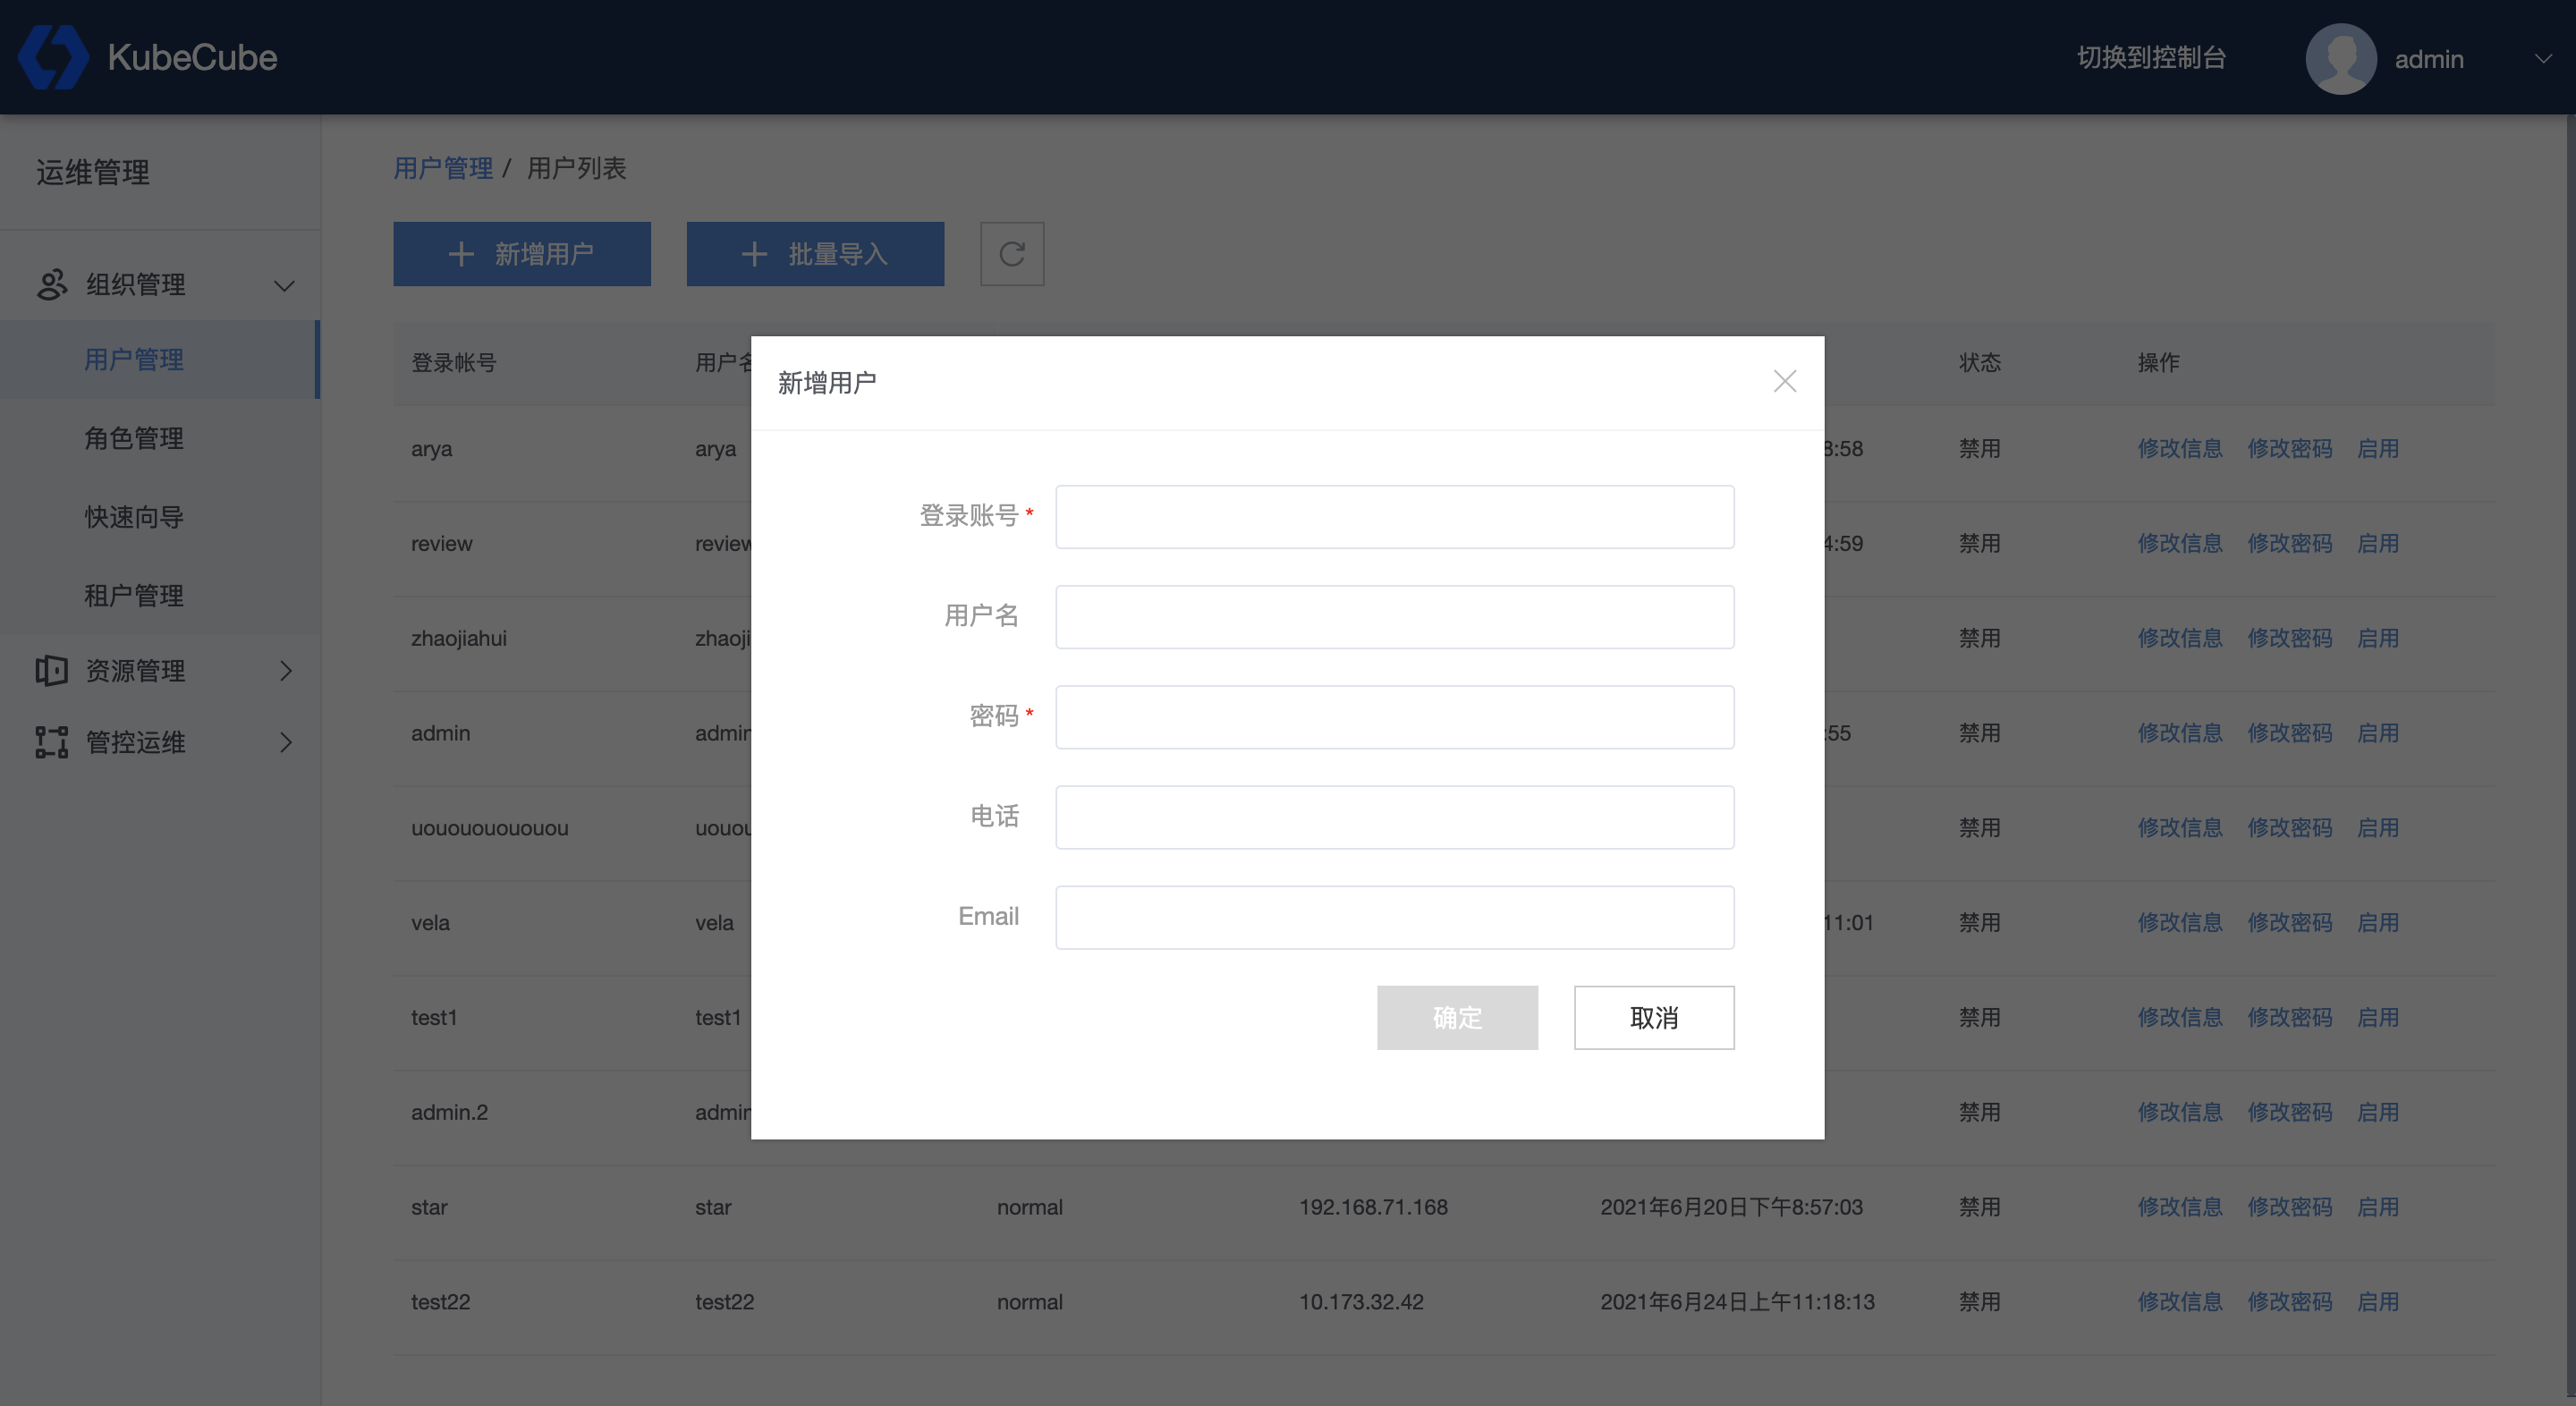 KubeCube
切换到控制台 admin
运维管理
用户管理 / 用户列表
新增用户 批量导入
组织管理
用户管理
角色管理
快速向导
租户管理
资源管理
管控运维
登录帐号 用户名 状态 操作
arya arya 8:58 禁用 修改信息 修改密码 启用
review review 4:59 禁用 修改信息 修改密码 启用
zhaojiahui zhaoji 禁用 修改信息 修改密码 启用
admin admin :55 禁用 修改信息 修改密码 启用
uouououououou uouou 禁用 修改信息 修改密码 启用
vela vela 11:01 禁用 修改信息 修改密码 启用
test1 test1 禁用 修改信息 修改密码 启用
admin.2 admin 禁用 修改信息 修改密码 启用
star star normal 192.168.71.168 2021年6月20日下午8:57:03 禁用 修改信息 修改密码 启用
test22 test22 normal 10.173.32.42 2021年6月24日上午11:18:13 禁用 修改信息 修改密码 启用
新增用户
登录账号 *
用户名
密码 *
电话
Email
确定 取消